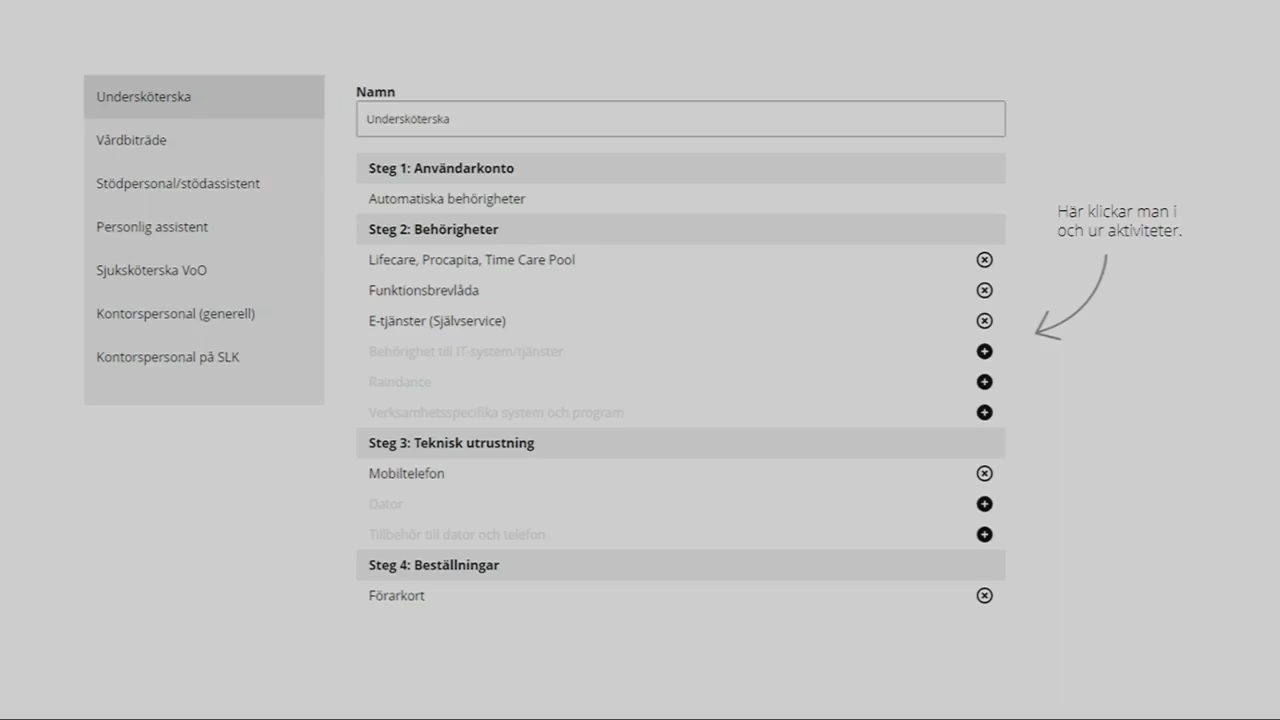 Undersköterska
Vårdbiträde
Stödpersonal/stödassistent
Personlig assistent
Sjuksköterska VoO
Kontorspersonal (generell)
Kontorspersonal på SLK
Namn
Undersköterska
Steg 1: Användarkonto
Automatiska behörigheter
Steg 2: Behörigheter
Lifecare, Procapita, Time Care Pool
Funktionsbrevlåda
E-tjänster (Självservice)
Behörighet till IT-system/tjänster
Raindance
Verksamhetsspecifika system och program
Steg 3: Teknisk utrustning
Mobiltelefon
Dator
Tillbehör till dator och telefon
Steg 4: Beställningar
Förarkort
Här klickar man i
och ur aktiviteter.